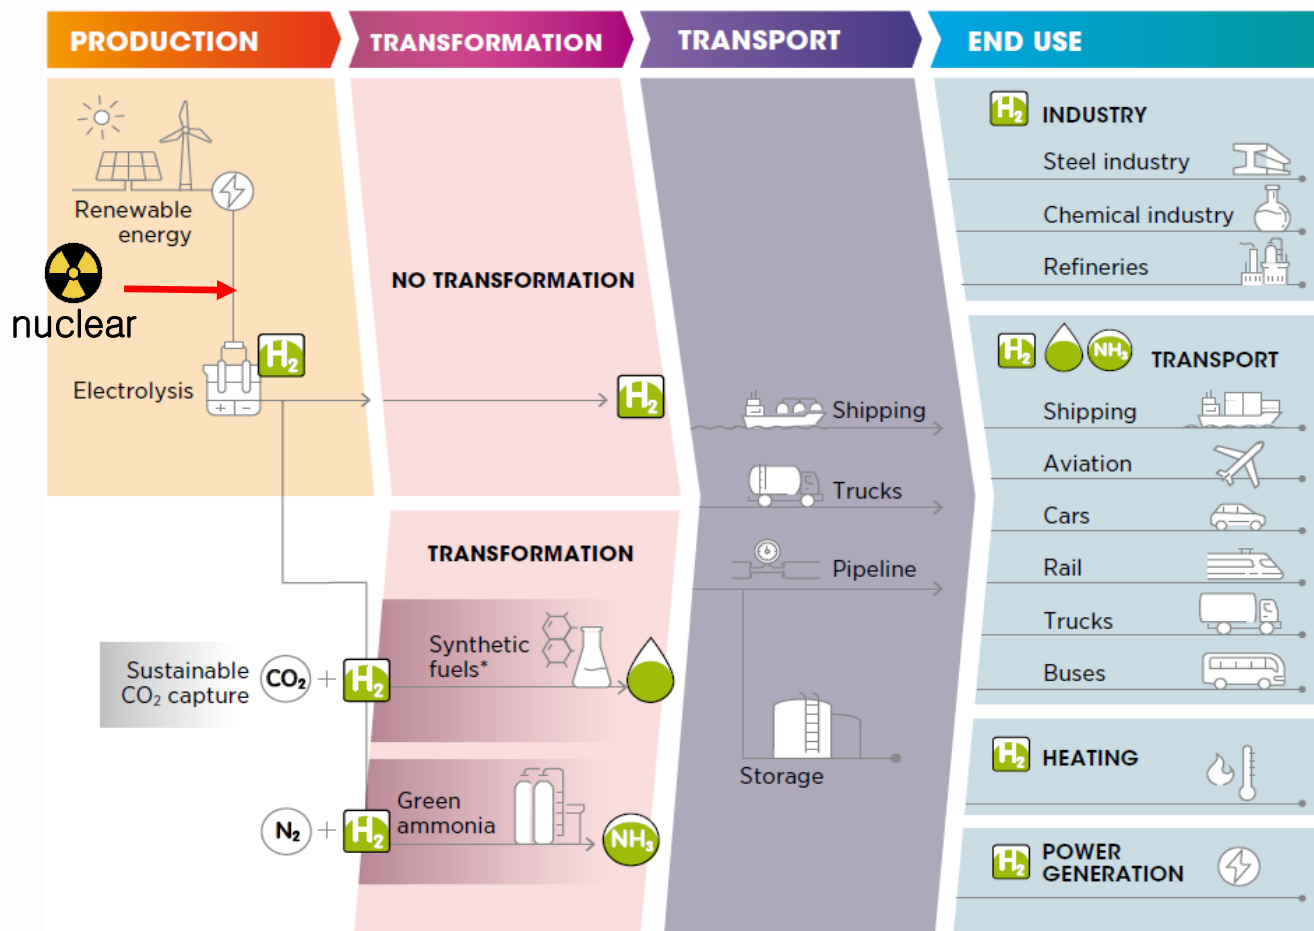 PRODUCTION
TRANSFORMATION
TRANSPORT
END USE
Renewable
energy
nuclear
Electrolysis
+ −
H₂
NO TRANSFORMATION
H₂
TRANSFORMATION
Sustainable
CO₂ capture
CO₂ + H₂
Synthetic
fuels*
N₂ + H₂
Green
ammonia
NH₃
Shipping
Trucks
Pipeline
Storage
H₂ INDUSTRY
Steel industry
Chemical industry
Refineries
H₂ NH₃ TRANSPORT
Shipping
Aviation
Cars
Rail
Trucks
Buses
H₂ HEATING
H₂ POWER
GENERATION